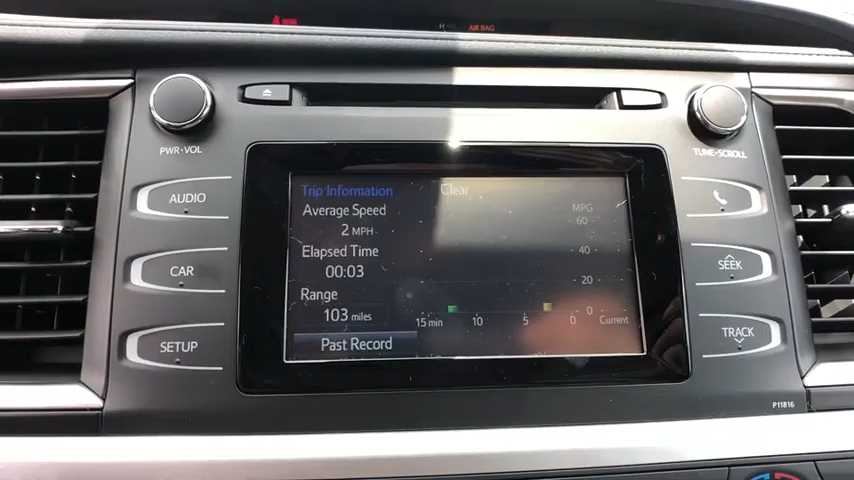 H
AIR BAG
PWR•VOL
TUNE•SCROLL
AUDIO
CAR
SETUP
Trip Information
Clear
Average Speed
2 MPH
Elapsed Time
00:03
Range
103 miles
Past Record
MPG
60
40
20
0
15 min
10
5
0
Current
SEEK
TRACK
P11816